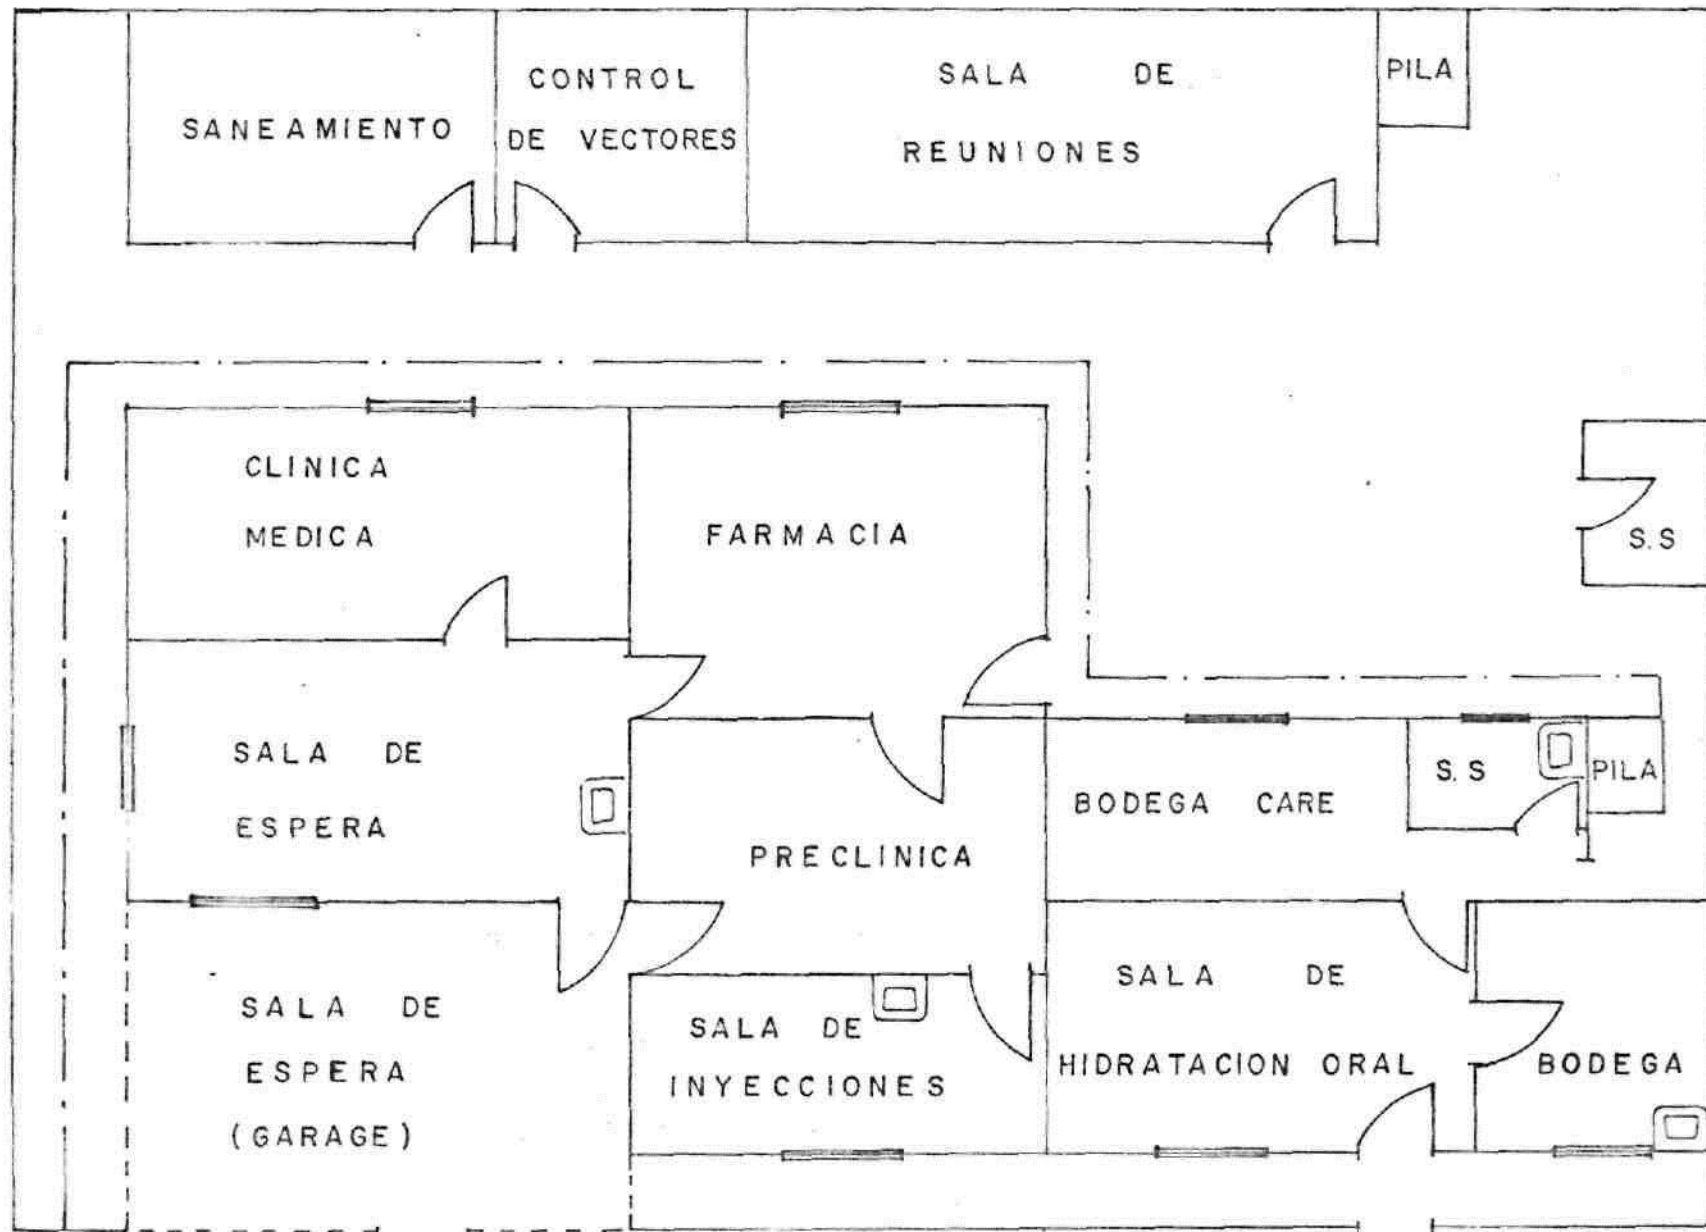 SANEAMIENTO
CONTROL
DE VECTORES
SALA DE
REUNIONES
PILA
CLINICA
MEDICA
FARMACIA
S.S
SALA DE
ESPERA
PRECLINICA
BODEGA CARE
S.S
PILA
SALA DE
ESPERA
(GARAGE)
SALA DE
INYECCIONES
SALA DE
HIDRATACION ORAL
BODEGA